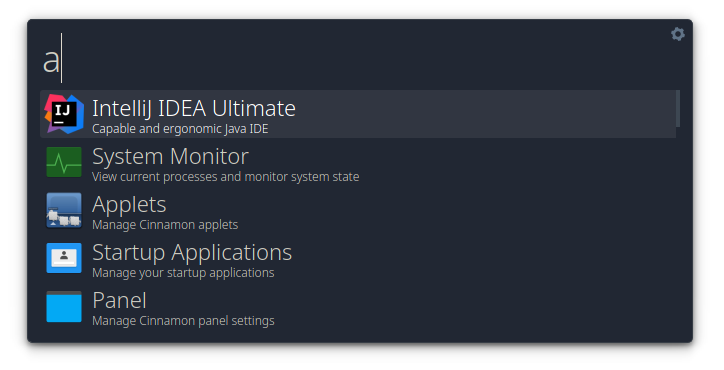 a
IJ
IntelliJ IDEA Ultimate
Capable and ergonomic Java IDE
System Monitor
View current processes and monitor system state
Applets
Manage Cinnamon applets
Startup Applications
Manage your startup applications
Panel
Manage Cinnamon panel settings